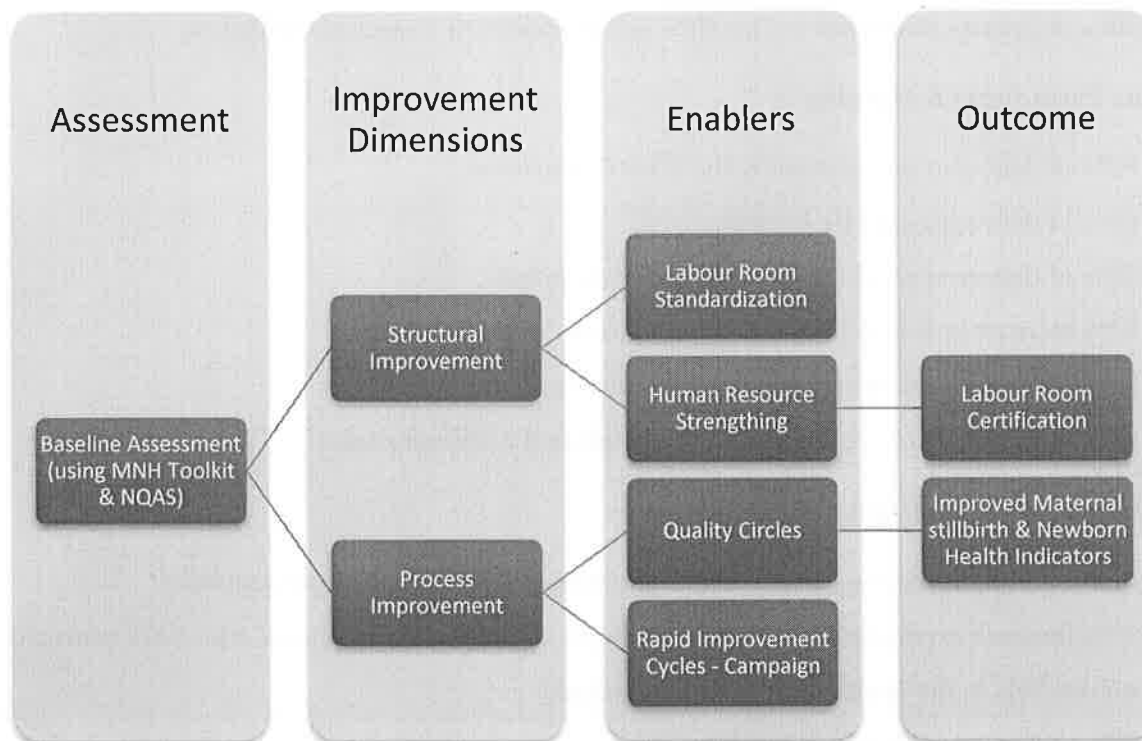 Assessment
Improvement
Dimensions
Enablers
Outcome
Baseline Assessment
(using MNH Toolkit
& NQAS)
Structural
Improvement
Process
Improvement
Labour Room
Standardization
Human Resource
Strengthing
Quality Circles
Rapid Improvement
Cycles - Campaign
Labour Room
Certification
Improved Maternal
stillbirth & Newborn
Health Indicators